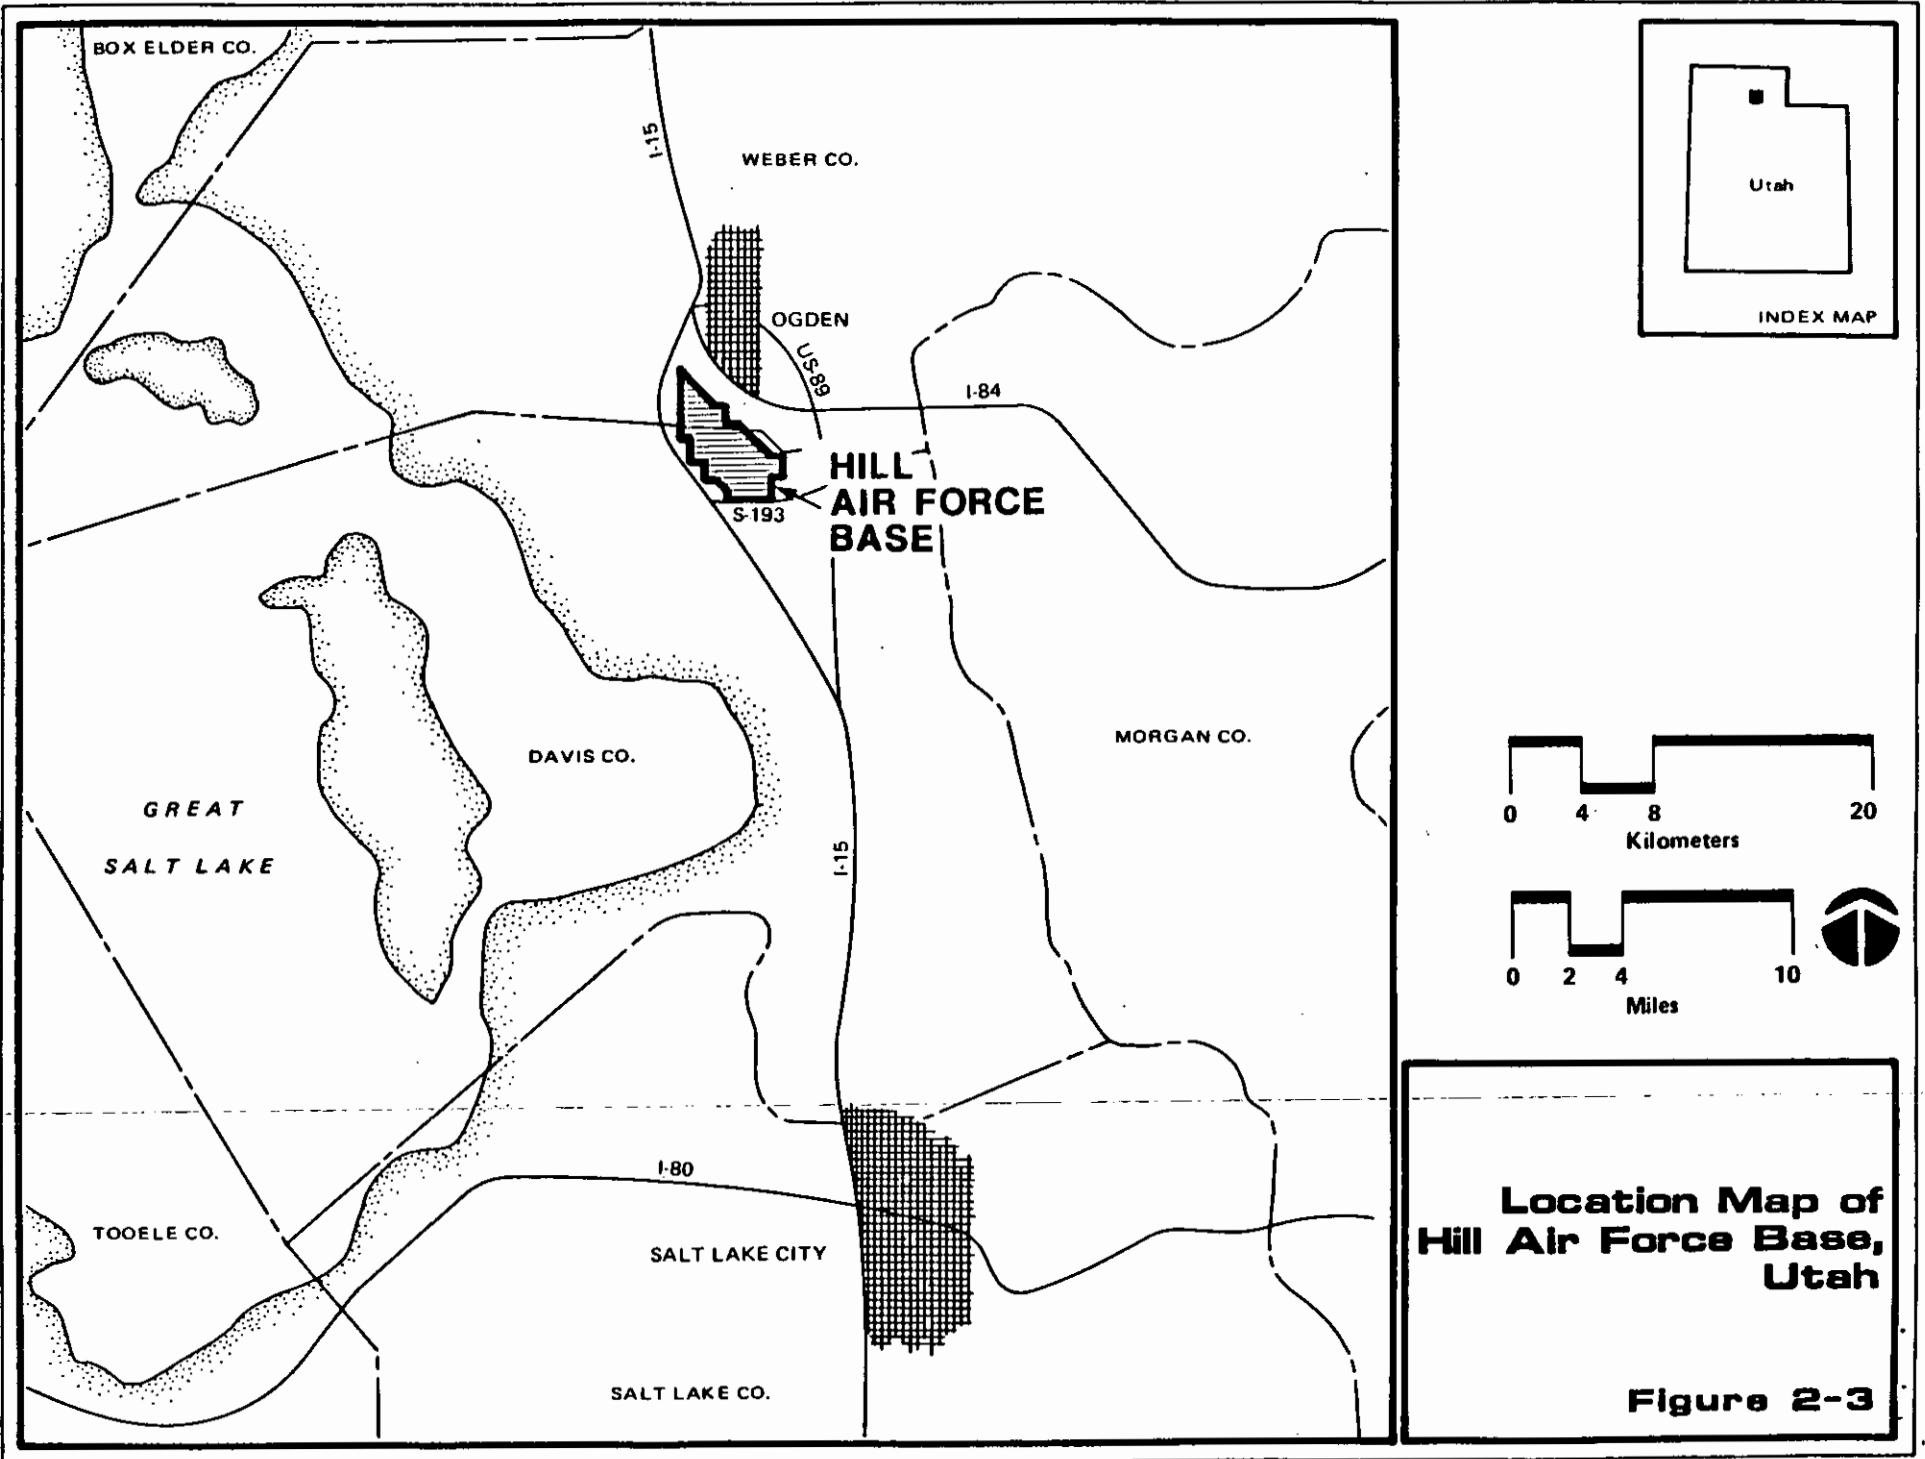 BOX ELDER CO.
I-15
WEBER CO.
OGDEN
US-89
I-84
HILL
AIR FORCE
BASE
S-193
DAVIS CO.
MORGAN CO.
GREAT
SALT LAKE
I-15
I-80
TOOELE CO.
SALT LAKE CITY
SALT LAKE CO.
Utah
INDEX MAP
0 4 8 20
Kilometers
0 2 4 10
Miles
Location Map of
Hill Air Force Base,
Utah
Figure 2-3